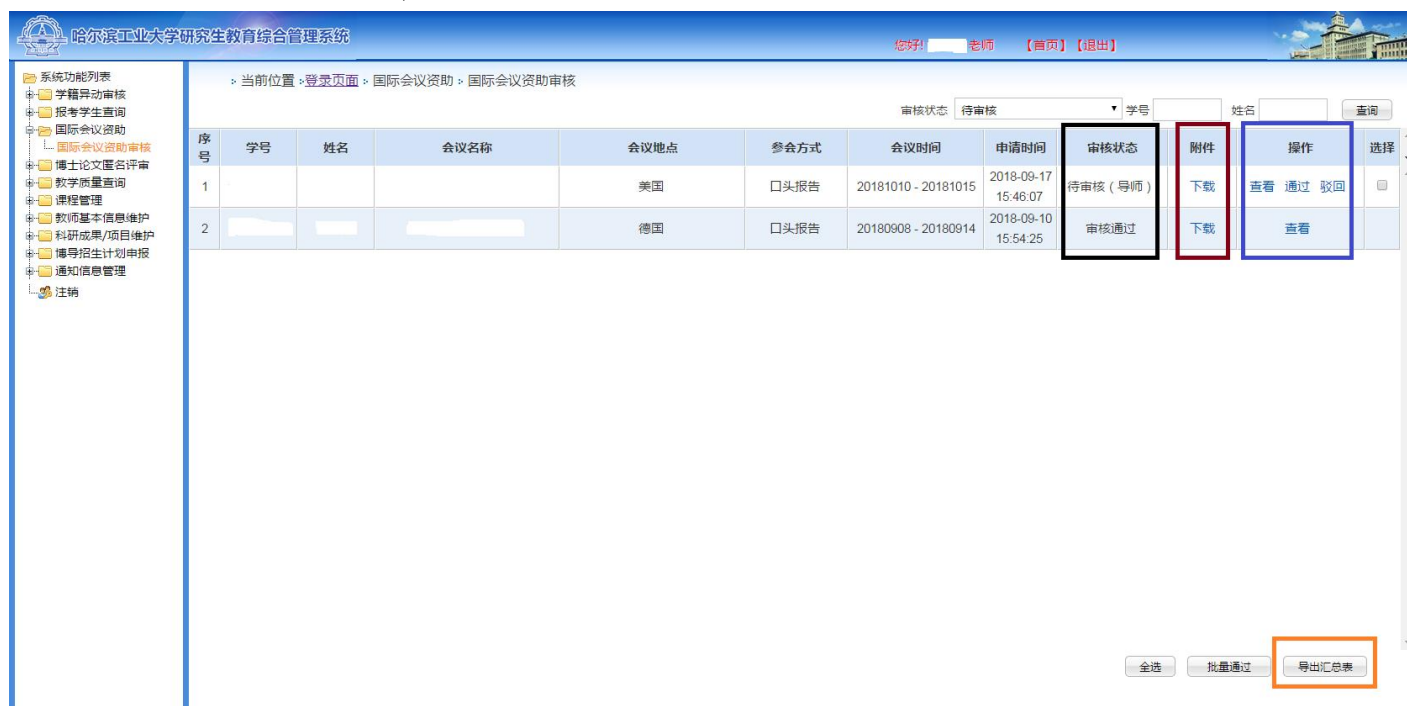 哈尔滨工业大学研究生教育综合管理系统
您好! 老师 【首页】【退出】
系统功能列表
学籍异动审核
报考学生查询
国际会议资助
国际会议资助审核
博士论文匿名评审
教学质量查询
课程管理
教师基本信息维护
科研成果/项目维护
博导招生计划申报
通知信息管理
注销
当前位置 登录页面 国际会议资助 国际会议资助审核
审核状态 待审核 学号 姓名 查询
序号 学号 姓名 会议名称 会议地点 参会方式 会议时间 申请时间 审核状态 附件 操作 选择
1 美国 口头报告 20181010 - 20181015 2018-09-17 15:46:07 待审核(导师) 下载 查看 通过 驳回
2 德国 口头报告 20180908 - 20180914 2018-09-10 15:54:25 审核通过 下载 查看
全选 批量通过 导出汇总表